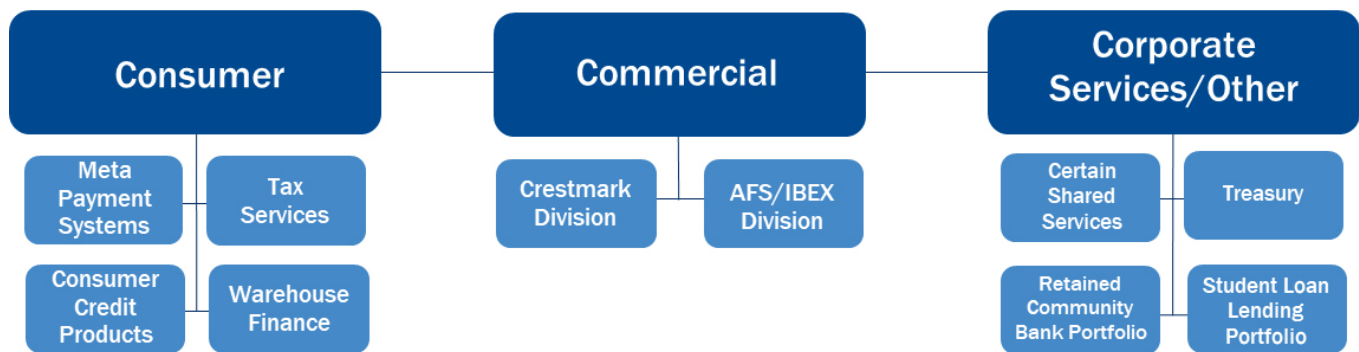 Consumer
Commercial
Corporate
Services/Other
Meta
Payment
Systems
Tax
Services
Consumer
Credit
Products
Warehouse
Finance
Crestmark
Division
AFS/IBEX
Division
Certain
Shared
Services
Treasury
Retained
Community
Bank Portfolio
Student Loan
Lending
Portfolio